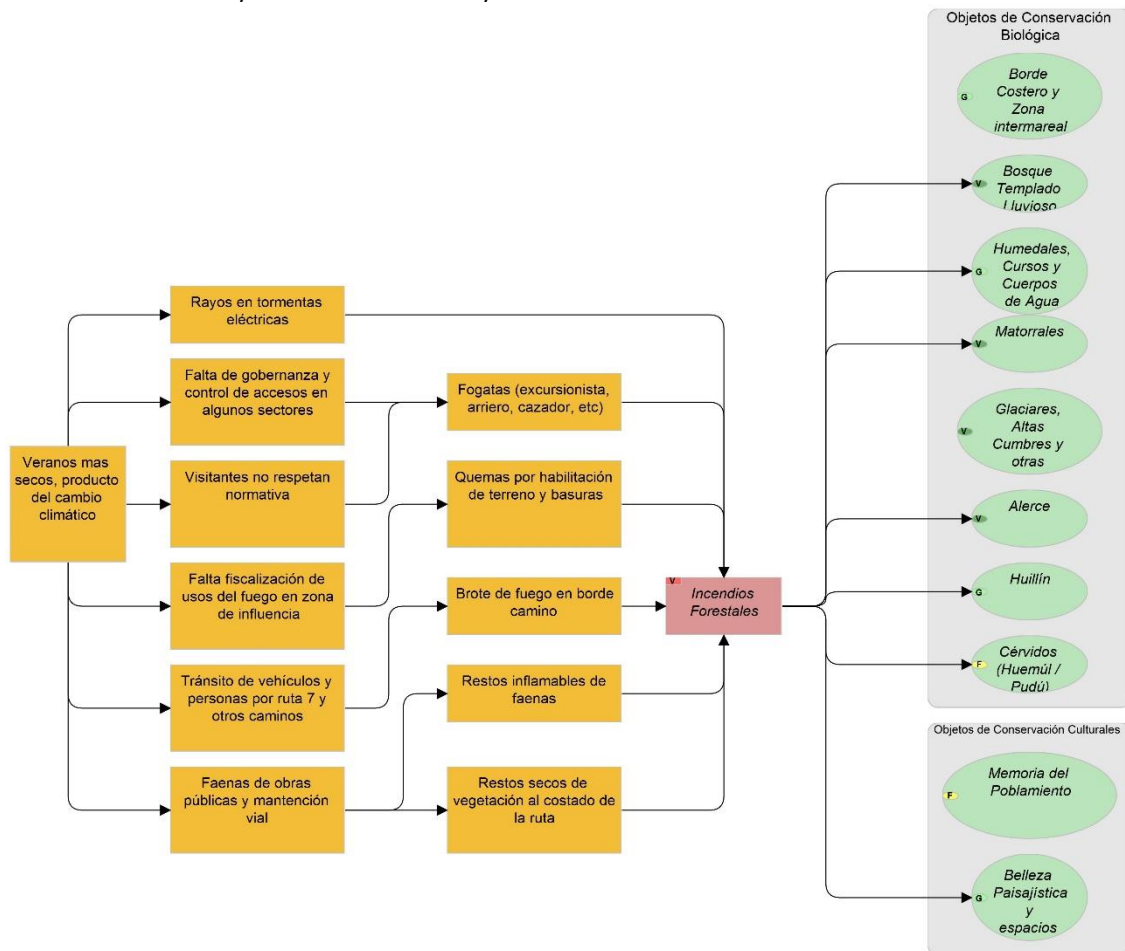 Objetos de Conservación
Biológica
Borde
Costero y
Zona
intermareal
G
Bosque
Templado
Lluvioso
V
Humedales,
Cursos y
Cuerpos
de Agua
G
Matorrales
V
Glaciares,
Altas
Cumbres y
otras
V
Alerce
V
Huillín
G
Cérvidos
(Huemúl /
Pudú)
F
Objetos de Conservación Culturales
Memoria del
Poblamiento
F
Belleza
Paisajística
y
espacios
G
Veranos mas
secos, producto
del cambio
climático
Rayos en tormentas
eléctricas
Falta de gobernanza y
control de accesos en
algunos sectores
Visitantes no respetan
normativa
Falta fiscalización de
usos del fuego en zona
de influencia
Tránsito de vehículos y
personas por ruta 7 y
otros caminos
Faenas de obras
públicas y mantención
vial
Fogatas (excursionista,
arriero, cazador, etc)
Quemas por habilitación
de terreno y basuras
Brote de fuego en borde
camino
Restos inflamables de
faenas
Restos secos de
vegetación al costado de
la ruta
V
Incendios
Forestales